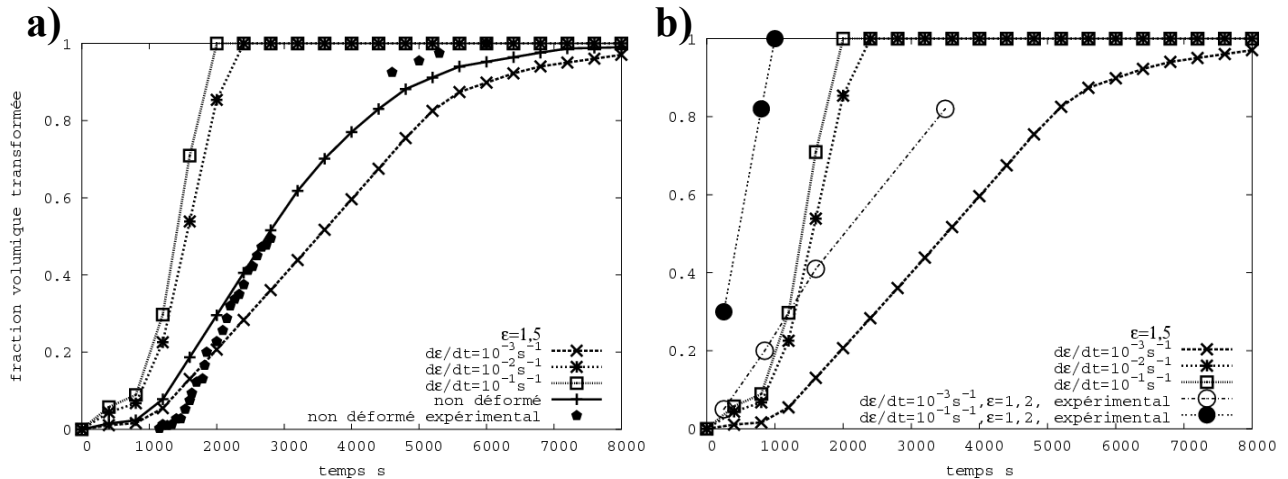 a)
1
0.8
0.6
0.4
0.2
0
0 1000 2000 3000 4000 5000 6000 7000 8000
temps s
fraction volumique transformée
ε=1,5
dε/dt=10⁻³s⁻¹
dε/dt=10⁻²s⁻¹
dε/dt=10⁻¹s⁻¹
non déformé
non déformé expérimental
b)
1
0.8
0.6
0.4
0.2
0
0 1000 2000 3000 4000 5000 6000 7000 8000
temps s
ε=1,5
dε/dt=10⁻³s⁻¹
dε/dt=10⁻²s⁻¹
dε/dt=10⁻¹s⁻¹
dε/dt=10⁻³s⁻¹,ε=1,2, expérimental
dε/dt=10⁻¹s⁻¹,ε=1,2, expérimental